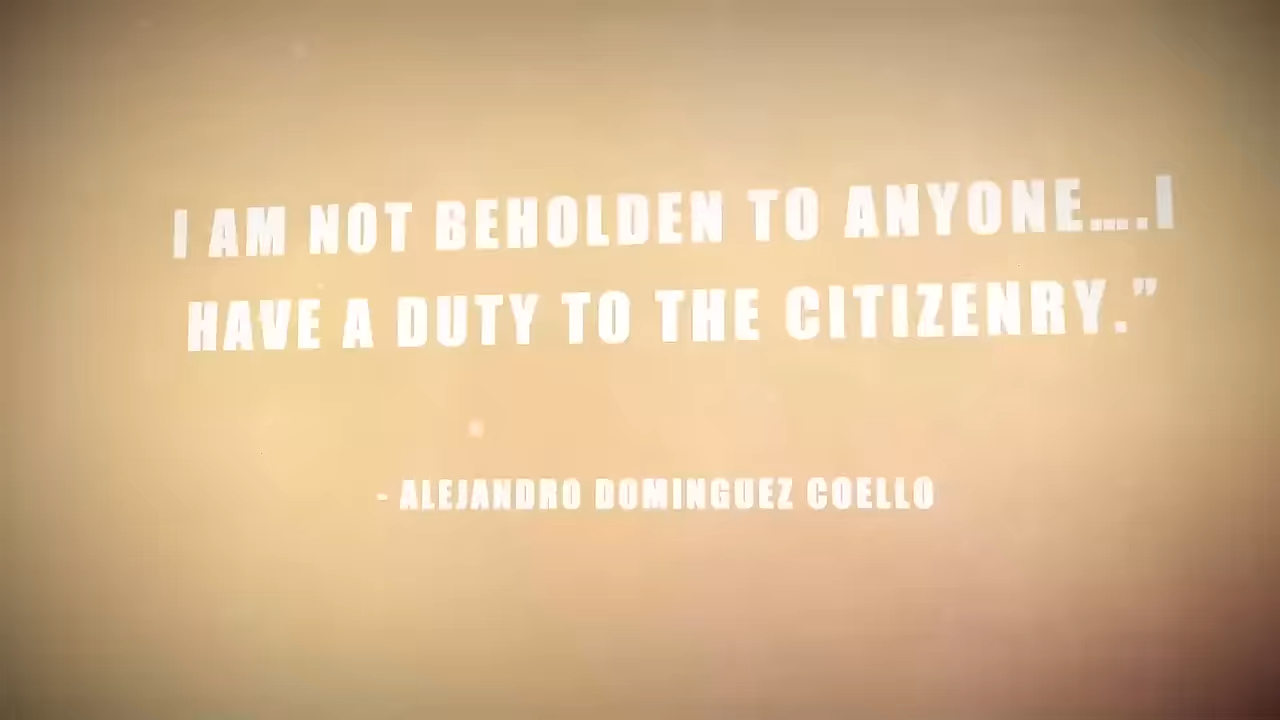 I AM NOT BEHOLDEN TO ANYONE....I
HAVE A DUTY TO THE CITIZENRY.”
- ALEJANDRO DOMINGUEZ COELLO